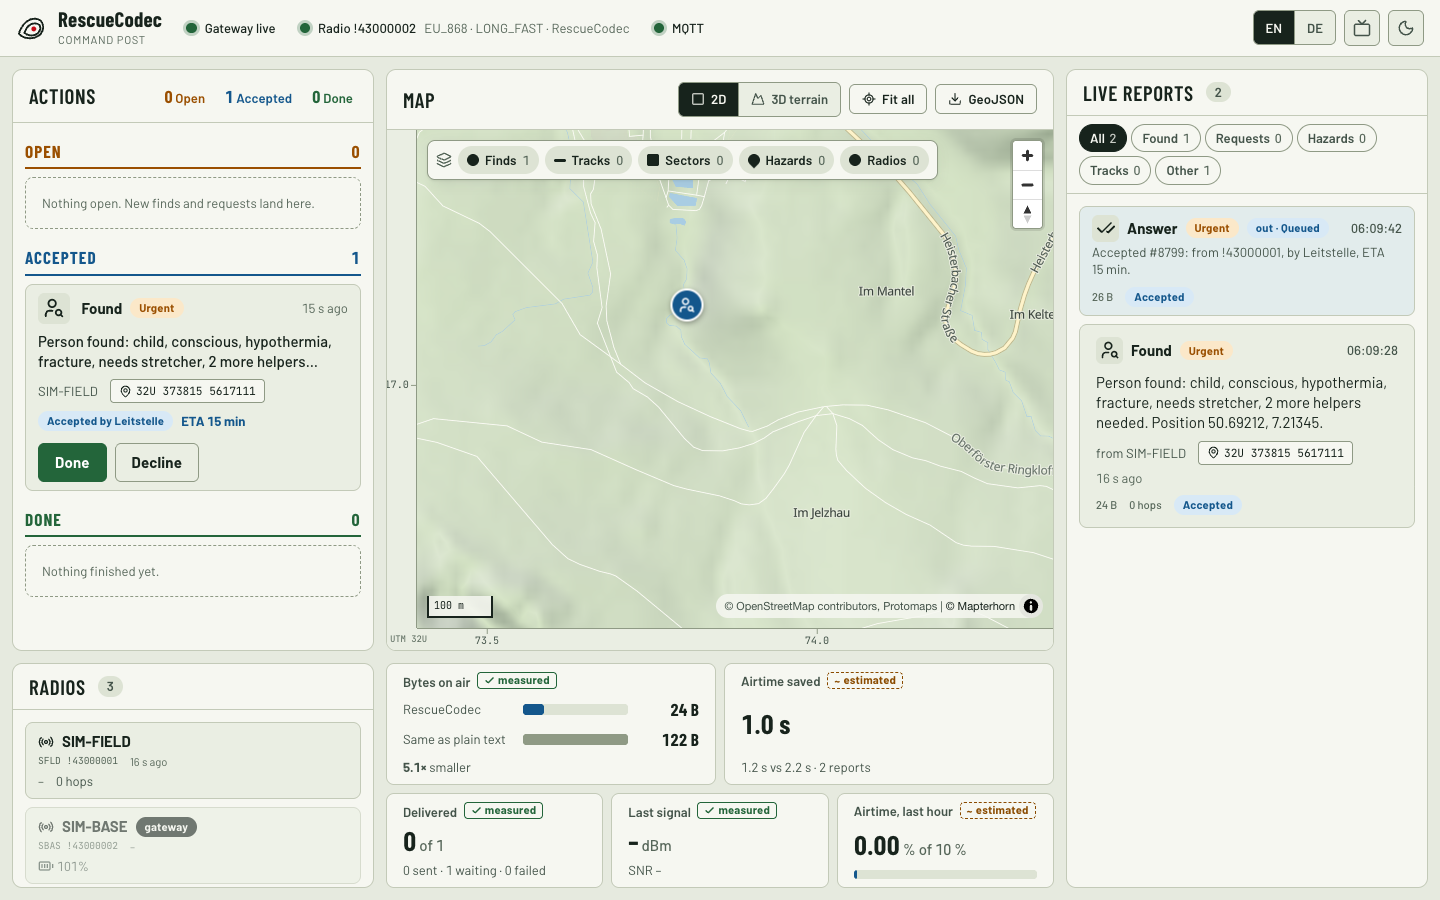 RescueCodec
COMMAND POST
Gateway live
Radio !43000002 EU_868 · LONG_FAST · RescueCodec
MQTT
EN DE
ACTIONS
0 Open 1 Accepted 0 Done
OPEN 0
Nothing open. New finds and requests land here.
ACCEPTED 1
Found Urgent 15 s ago
Person found: child, conscious, hypothermia,
fracture, needs stretcher, 2 more helpers...
SIM-FIELD 32U 373815 5617111
Accepted by Leitstelle ETA 15 min
Done Decline
DONE 0
Nothing finished yet.
RADIOS 3
SIM-FIELD
SFLD !43000001 16 s ago
– 0 hops
SIM-BASE gateway
SBAS !43000002 –
101%
MAP
2D 3D terrain Fit all GeoJSON
Finds 1 Tracks 0 Sectors 0 Hazards 0 Radios 0
Heisterbacher Straße
Im Mantel
Oberförster Ringklof
Im Jelzhau
17.0
100 m
© OpenStreetMap contributors, Protomaps | © Mapterhorn
UTM 32U 73.5 74.0
Bytes on air measured
RescueCodec 24 B
Same as plain text 122 B
5.1× smaller
Airtime saved ~ estimated
1.0 s
1.2 s vs 2.2 s · 2 reports
Delivered measured
0 of 1
0 sent · 1 waiting · 0 failed
Last signal measured
– dBm
SNR –
Airtime, last hour ~ estimated
0.00 % of 10 %
LIVE REPORTS 2
All 2 Found 1 Requests 0 Hazards 0
Tracks 0 Other 1
Answer Urgent out · Queued 06:09:42
Accepted #8799: from !43000001, by Leitstelle, ETA
15 min.
26 B Accepted
Found Urgent 06:09:28
Person found: child, conscious, hypothermia,
fracture, needs stretcher, 2 more helpers
needed. Position 50.69212, 7.21345.
from SIM-FIELD 32U 373815 5617111
16 s ago
24 B 0 hops Accepted